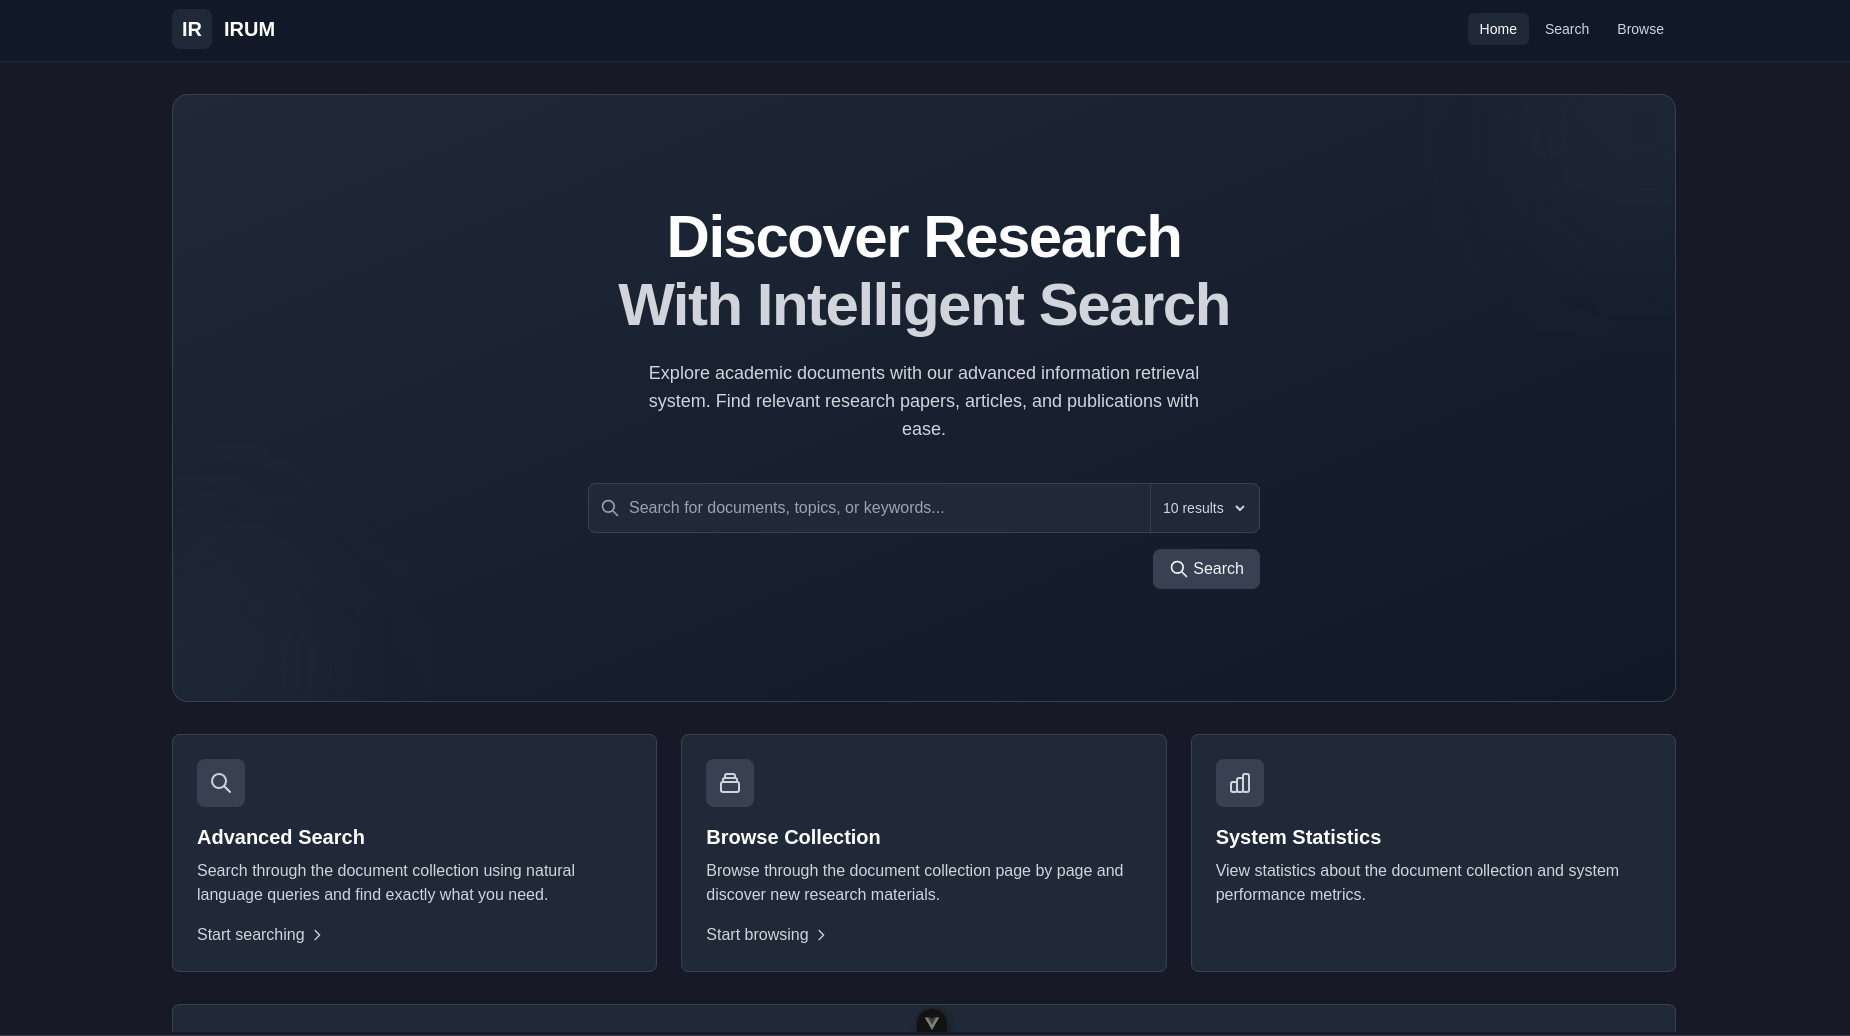 IR IRUM Home Search Browse
Discover Research
With Intelligent Search
Explore academic documents with our advanced information retrieval
system. Find relevant research papers, articles, and publications with
ease.
Search for documents, topics, or keywords... 10 results
Search
Advanced Search
Search through the document collection using natural
language queries and find exactly what you need.
Start searching
Browse Collection
Browse through the document collection page by page and
discover new research materials.
Start browsing
System Statistics
View statistics about the document collection and system
performance metrics.